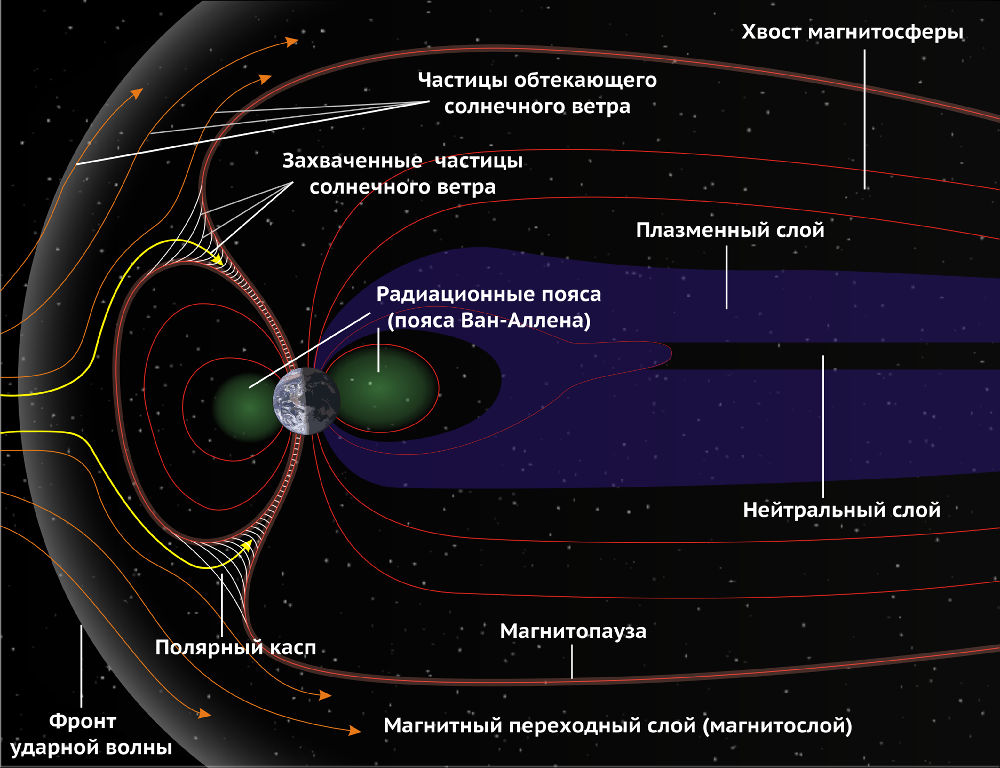 Хвост магнитосферы
Частицы обтекающего
солнечного ветра
Захваченные частицы
солнечного ветра
Плазменный слой
Радиационные пояса
(пояса Ван-Аллена)
Нейтральный слой
Магнитопауза
Полярный касп
Фронт
ударной волны
Магнитный переходный слой (магнитослой)